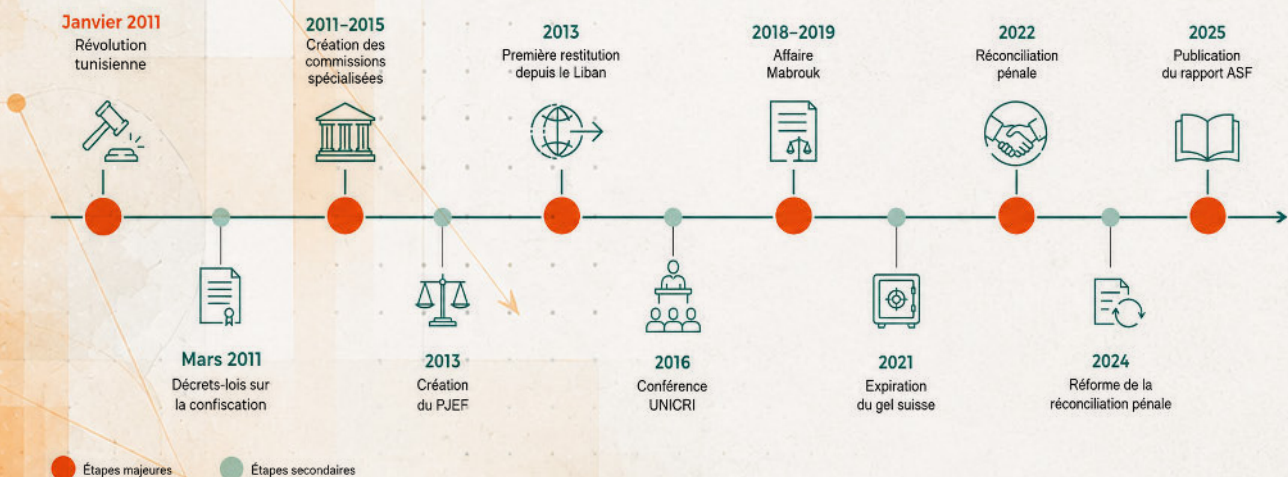 Janvier 2011
Révolution
tunisienne
2011–2015
Création des
commissions
spécialisées
2013
Première restitution
depuis le Liban
2018–2019
Affaire
Mabrouk
2022
Réconciliation
pénale
2025
Publication
du rapport ASF
Mars 2011
Décrets-lois sur
la confiscation
2013
Création
du PJEF
2016
Conférence
UNICRI
2021
Expiration
du gel suisse
2024
Réforme de la
réconciliation pénale
Étapes majeures
Étapes secondaires